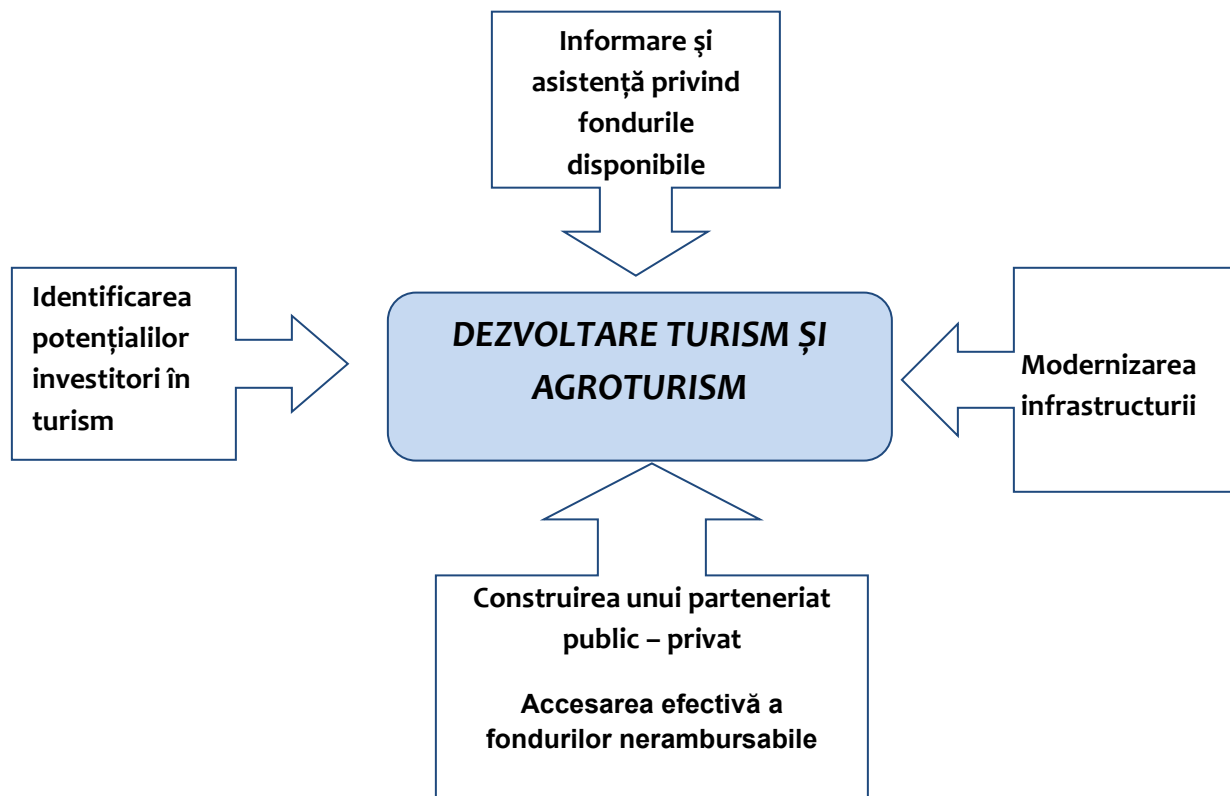 Informare şi
asistență privind
fondurile
disponibile
Identificarea
potențialilor
investitori în
turism
DEZVOLTARE TURISM ȘI
AGROTURISM
Modernizarea
infrastructurii
Construirea unui parteneriat
public – privat
Accesarea efectivă a
fondurilor nerambursabile